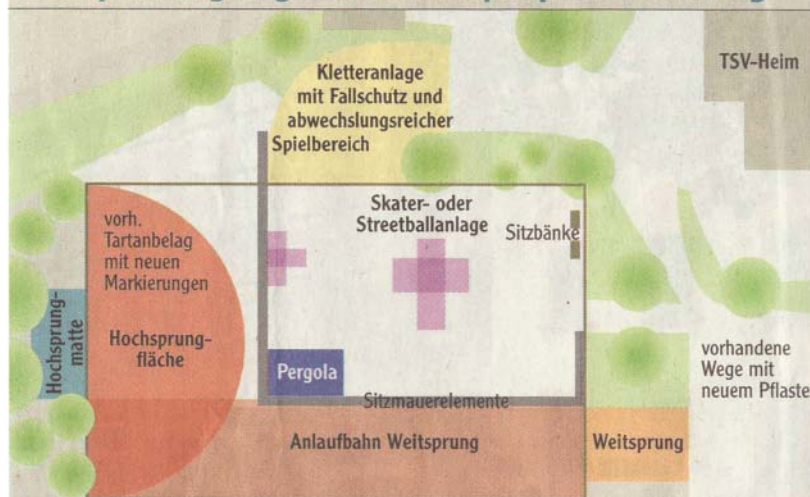 TSV-Heim
Kletteranlage
mit Fallschutz und
abwechslungsreicher
Spielbereich
vorh.
Tartanbelag
mit neuen
Markierungen
Skater- oder
Streetballanlage
Sitzbänke
Hochsprung-
matte
Hochsprung-
fläche
Pergola
Sitzmauerelemente
vorhandene
Wege mit
neuem Pflaste
Anlaufbahn Weitsprung
Weitsprung